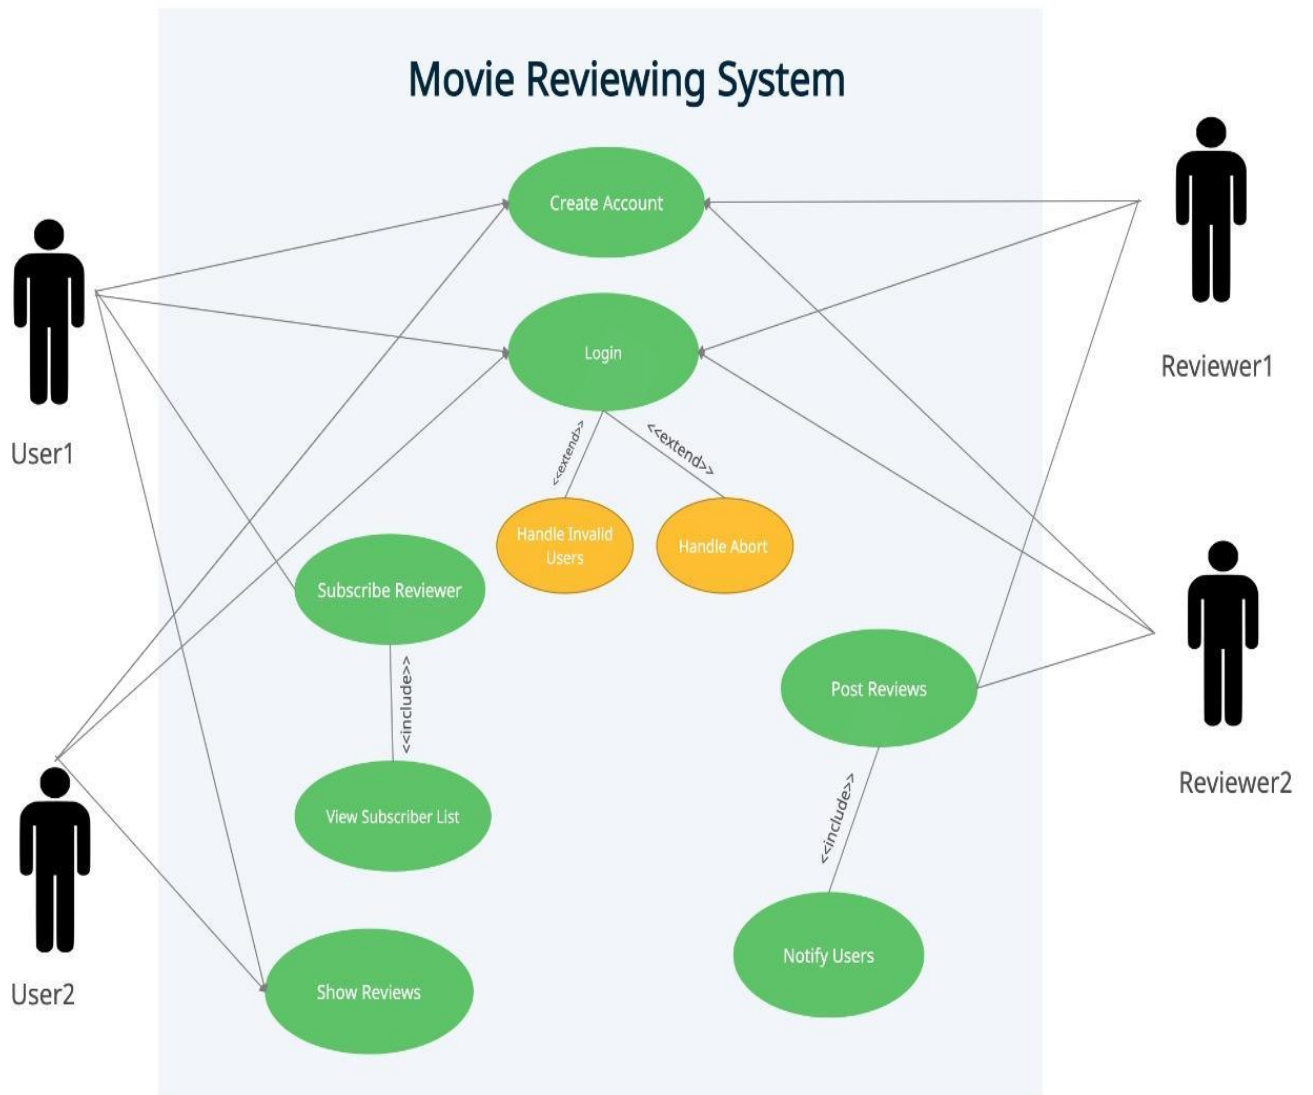 Movie Reviewing System
Create Account
Login
Reviewer1
User1
<<extend>>
<<extend>>
Handle Invalid
Users
Handle Abort
Subscribe Reviewer
<<include>>
Post Reviews
Reviewer2
View Subscriber List
<<include>>
Notify Users
User2
Show Reviews